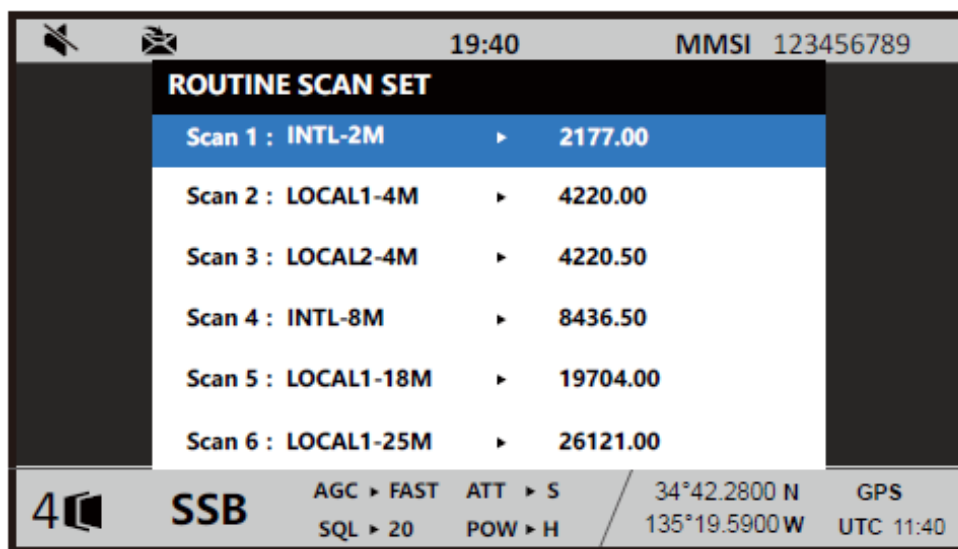 19:40 MMSI 123456789
ROUTINE SCAN SET
Scan 1 : INTL-2M ▸ 2177.00
Scan 2 : LOCAL1-4M ▸ 4220.00
Scan 3 : LOCAL2-4M ▸ 4220.50
Scan 4 : INTL-8M ▸ 8436.50
Scan 5 : LOCAL1-18M ▸ 19704.00
Scan 6 : LOCAL1-25M ▸ 26121.00
4 SSB AGC ▸ FAST ATT ▸ S 34°42.2800 N GPS
SQL ▸ 20 POW ▸ H 135°19.5900 W UTC 11:40